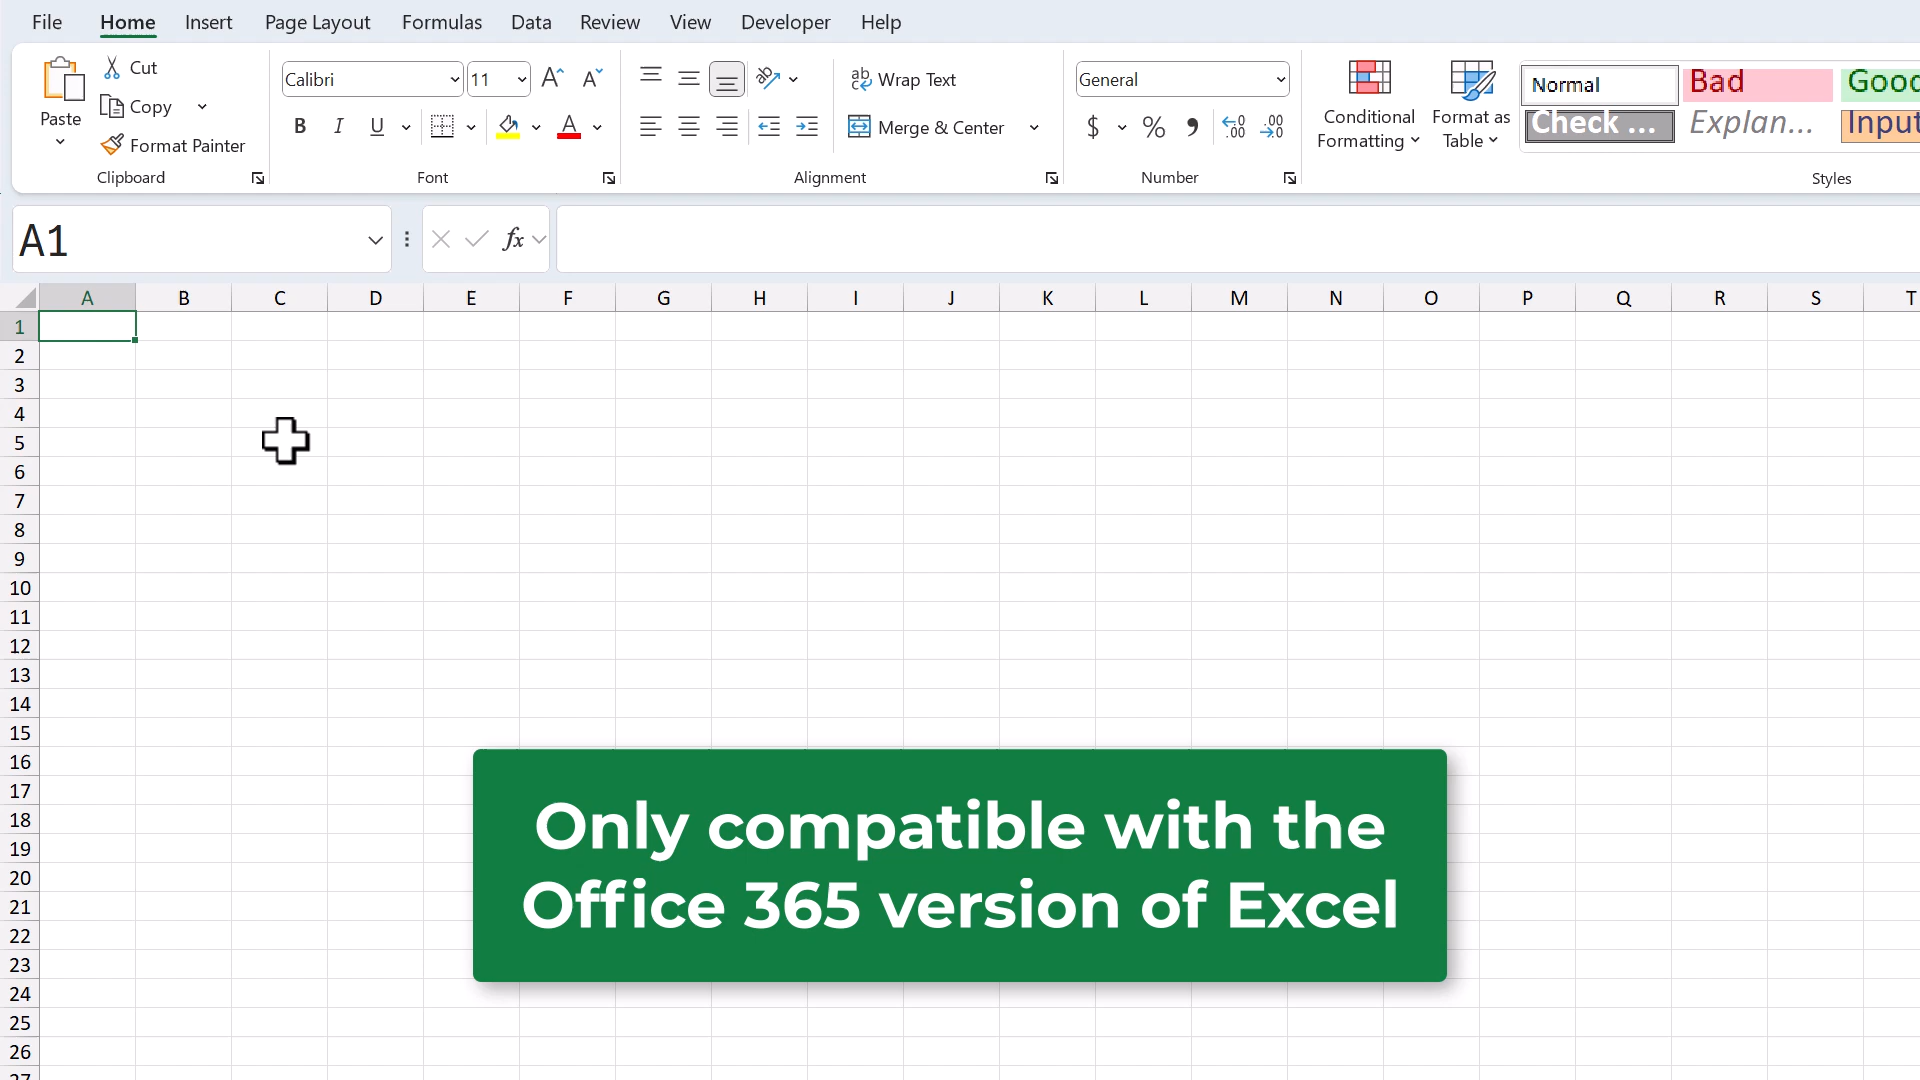 File Home Insert Page Layout Formulas Data Review View Developer Help
Paste
Cut
Copy
Format Painter
Clipboard
Calibri 11
B I U
Font
Wrap Text
Merge & Center
Alignment
General
$ %
Number
Conditional
Formatting
Format as
Table
Normal Bad Good
Check ... Explan... Input
Styles
A1 fx
A B C D E F G H I J K L M N O P Q R S T
1
2
3
4
5
6
7
8
9
10
11
12
13
14
15
16
17
18
19
20
21
22
23
24
25
26
27
Only compatible with the
Office 365 version of Excel